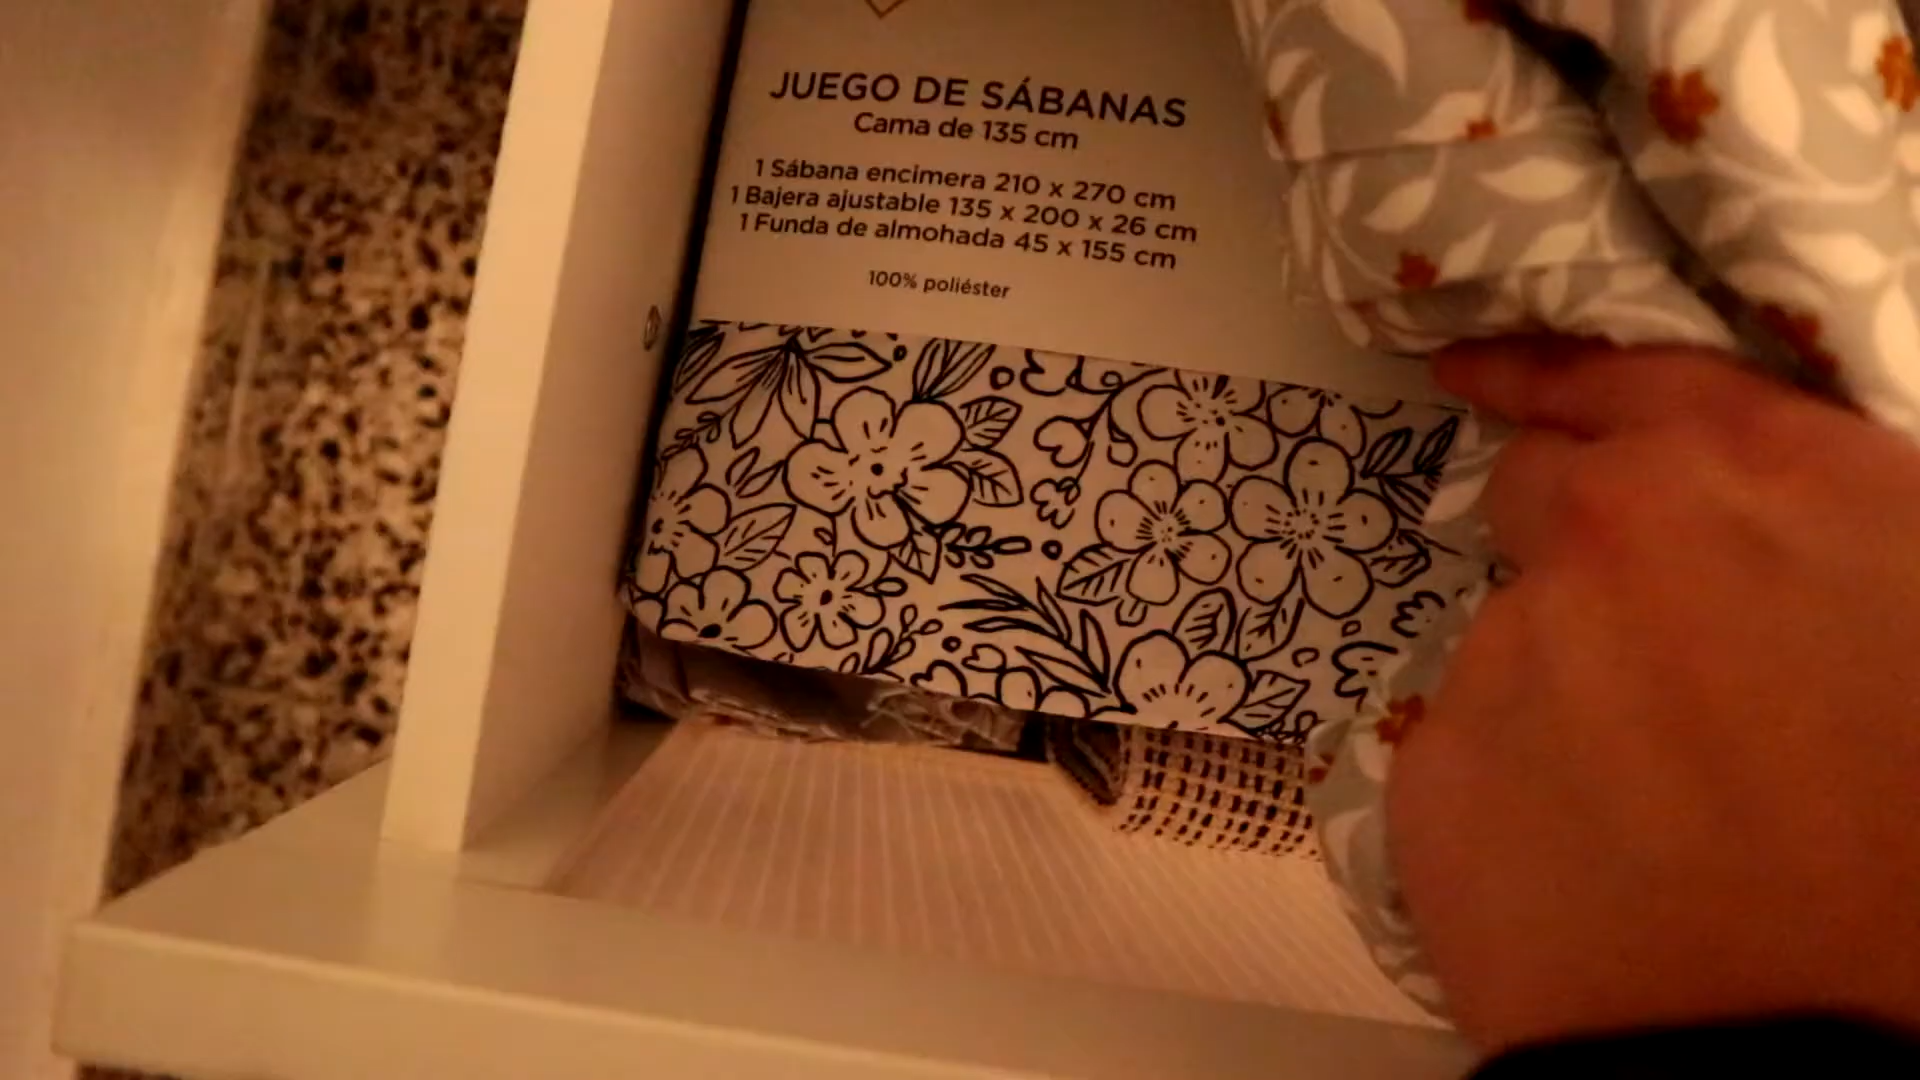 JUEGO DE SÁBANAS
Cama de 135 cm
1 Sábana encimera 210 x 270 cm
1 Bajera ajustable 135 x 200 x 26 cm
1 Funda de almohada 45 x 155 cm
100% poliéster